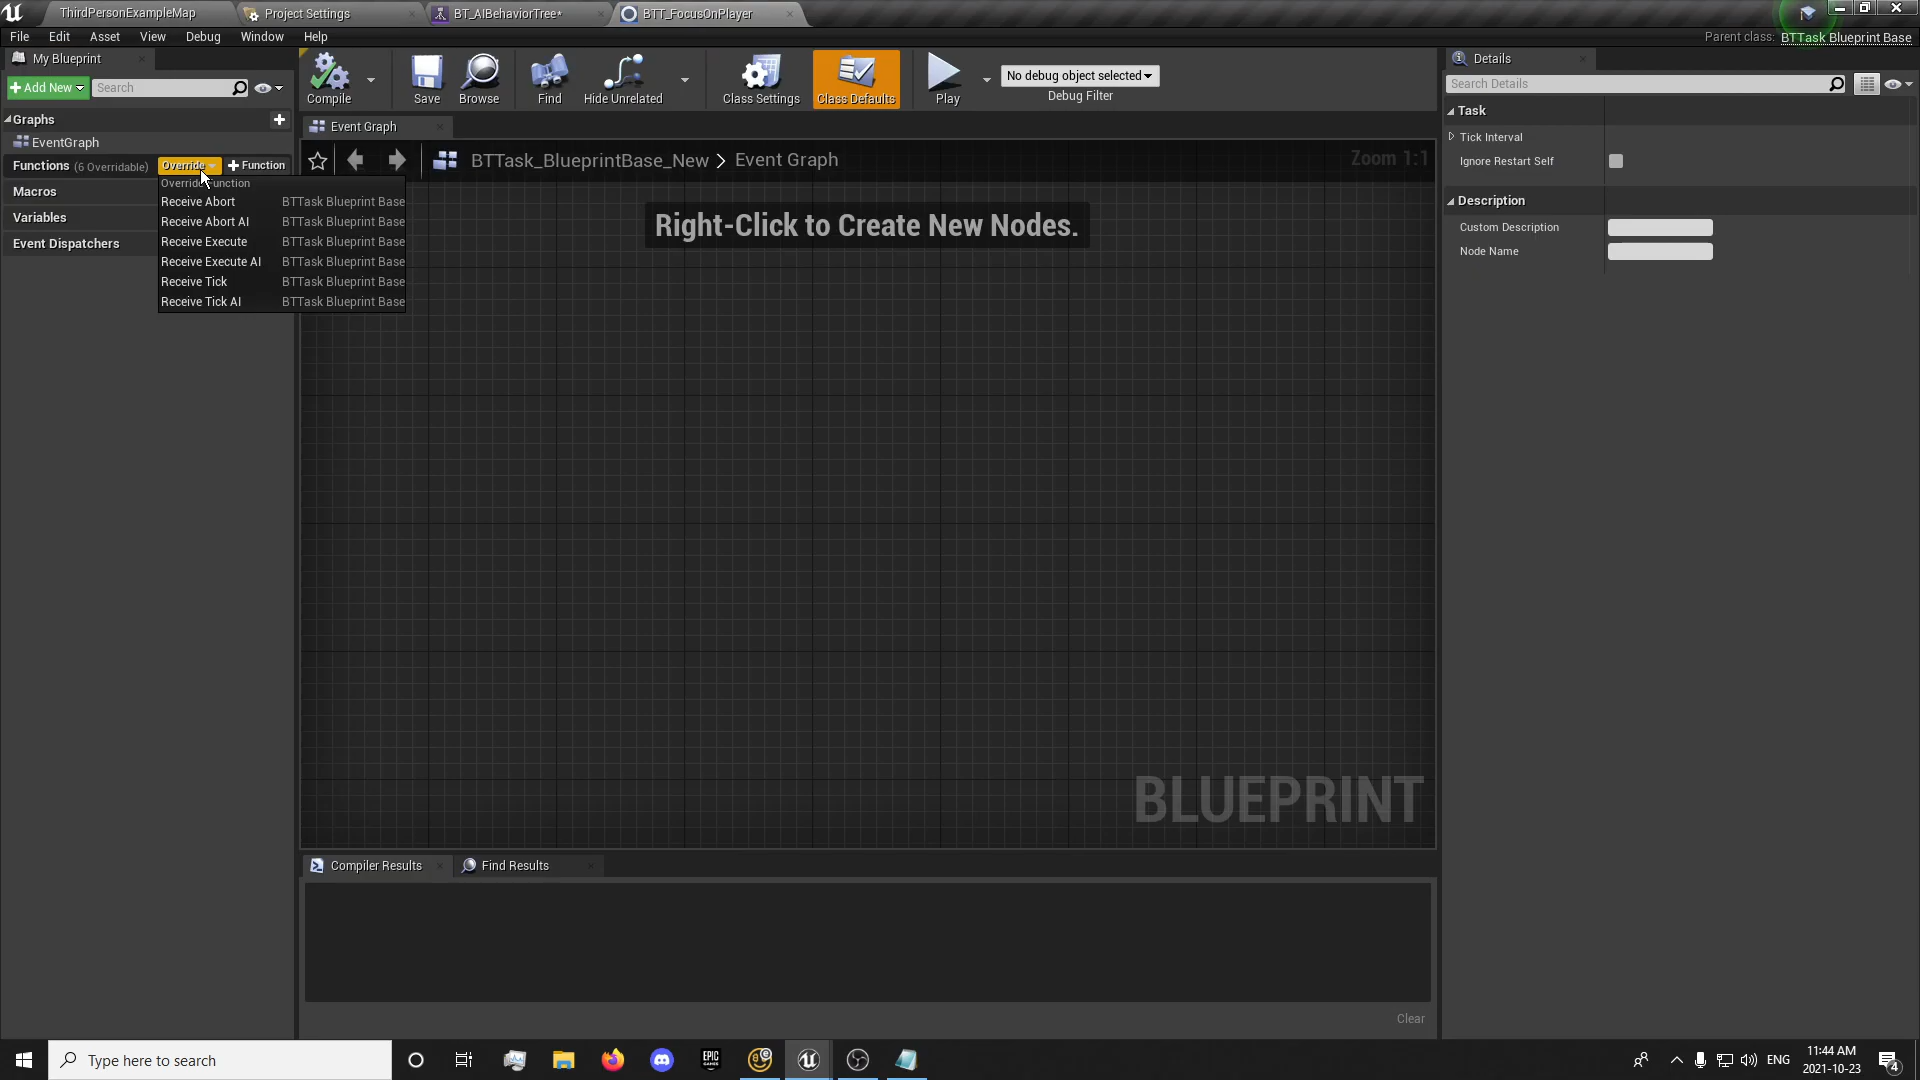 ThirdPersonExampleMap
Project Settings
BT_AIBehaviorTree*
BTT_FocusOnPlayer
File Edit Asset View Debug Window Help
Parent class: BTTask Blueprint Base
My Blueprint
Add New
Search
Compile
Save
Browse
Find
Hide Unrelated
Class Settings
Class Defaults
Play
No debug object selected
Debug Filter
Details
Search Details
Graphs
EventGraph
Functions (6 Overridable)
Override
Function
Macros
Variables
Event Dispatchers
Receive Abort BTTask Blueprint Base
Receive Abort AI BTTask Blueprint Base
Receive Execute BTTask Blueprint Base
Receive Execute AI BTTask Blueprint Base
Receive Tick BTTask Blueprint Base
Receive Tick AI BTTask Blueprint Base
Event Graph
BTTask_BlueprintBase_New > Event Graph
Zoom 1:1
Right-Click to Create New Nodes.
BLUEPRINT
Task
Tick Interval
Ignore Restart Self
Description
Custom Description
Node Name
Compiler Results
Find Results
Clear
Type here to search
EPIC GAMES
ENG
11:44 AM
2021-10-23
4